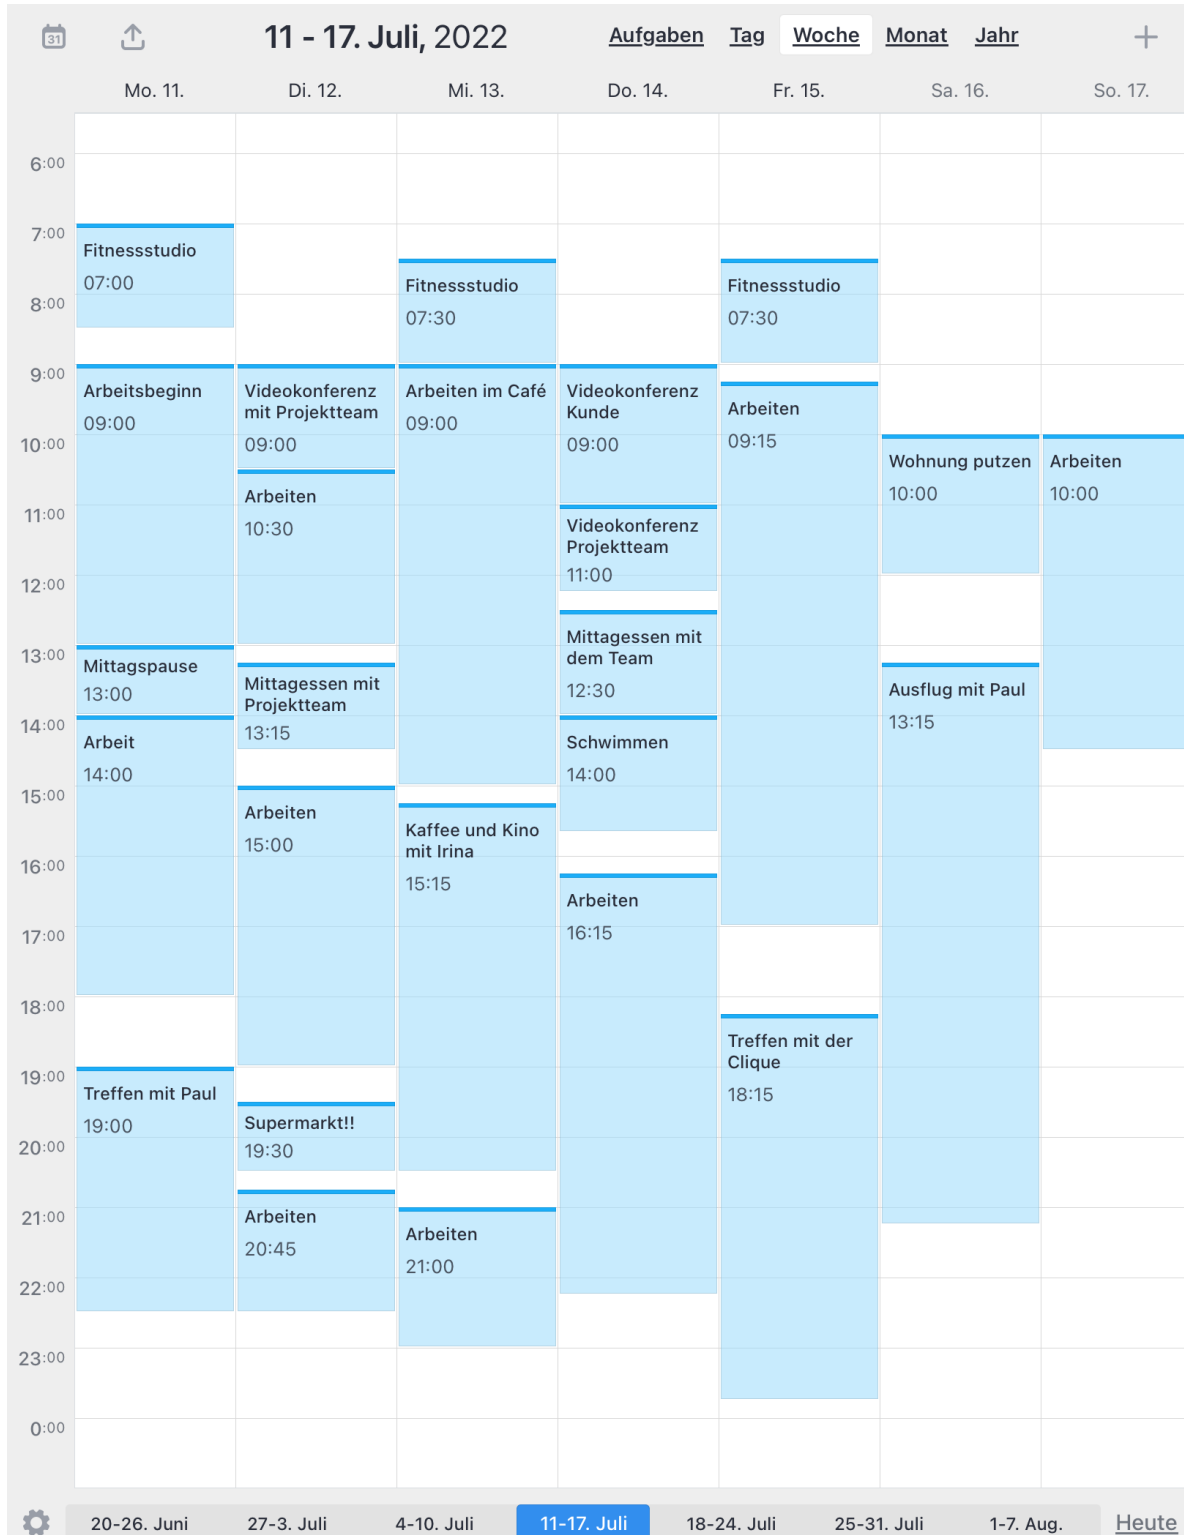 31
11 - 17. Juli, 2022
Aufgaben
Tag
Woche
Monat
Jahr
Mo. 11.
Di. 12.
Mi. 13.
Do. 14.
Fr. 15.
Sa. 16.
So. 17.
6:00
7:00
8:00
9:00
10:00
11:00
12:00
13:00
14:00
15:00
16:00
17:00
18:00
19:00
20:00
21:00
22:00
23:00
0:00
Fitnessstudio
07:00
Arbeitsbeginn
09:00
Mittagspause
13:00
Arbeit
14:00
Treffen mit Paul
19:00
Videokonferenz
mit Projektteam
09:00
Arbeiten
10:30
Mittagessen mit
Projektteam
13:15
Arbeiten
15:00
Supermarkt!!
19:30
Arbeiten
20:45
Fitnessstudio
07:30
Arbeiten im Café
09:00
Kaffee und Kino
mit Irina
15:15
Arbeiten
21:00
Videokonferenz
Kunde
09:00
Videokonferenz
Projektteam
11:00
Mittagessen mit
dem Team
12:30
Schwimmen
14:00
Arbeiten
16:15
Fitnessstudio
07:30
Arbeiten
09:15
Treffen mit der
Clique
18:15
Wohnung putzen
10:00
Ausflug mit Paul
13:15
Arbeiten
10:00
20-26. Juni
27-3. Juli
4-10. Juli
11-17. Juli
18-24. Juli
25-31. Juli
1-7. Aug.
Heute